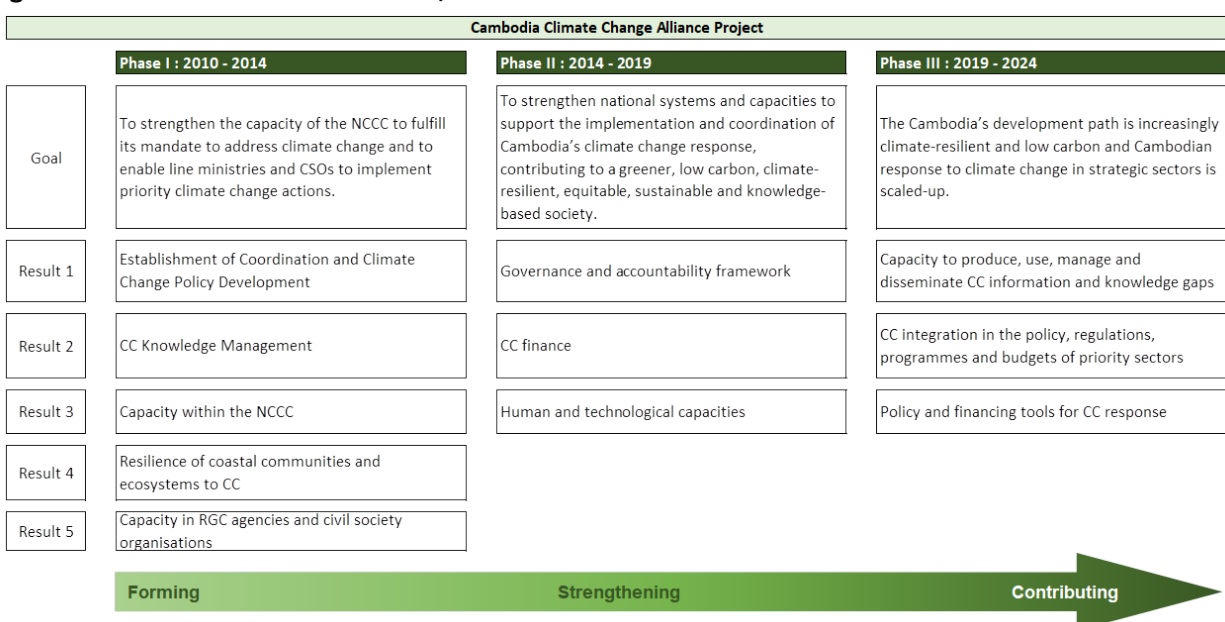 Cambodia Climate Change Alliance Project
Phase I : 2010 - 2014
Phase II : 2014 - 2019
Phase III : 2019 - 2024
Goal
To strengthen the capacity of the NCCC to fulfill
its mandate to address climate change and to
enable line ministries and CSOs to implement
priority climate change actions.
To strengthen national systems and capacities to
support the implementation and coordination of
Cambodia's climate change response,
contributing to a greener, low carbon, climate-
resilient, equitable, sustainable and knowledge-
based society.
The Cambodia's development path is increasingly
climate-resilient and low carbon and Cambodian
response to climate change in strategic sectors is
scaled-up.
Result 1
Establishment of Coordination and Climate
Change Policy Development
Governance and accountability framework
Capacity to produce, use, manage and
disseminate CC information and knowledge gaps
Result 2
CC Knowledge Management
CC finance
CC integration in the policy, regulations,
programmes and budgets of priority sectors
Result 3
Capacity within the NCCC
Human and technological capacities
Policy and financing tools for CC response
Result 4
Resilience of coastal communities and
ecosystems to CC
Result 5
Capacity in RGC agencies and civil society
organisations
Forming
Strengthening
Contributing